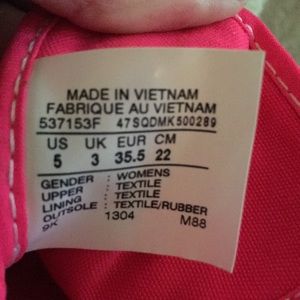 MADE IN VIETNAM
FABRIQUE AU VIETNAM
537153F 47SQDMK500289
US UK EUR CM
5 3 35.5 22
GENDER : WOMENS
UPPER : TEXTILE
LINING : TEXTILE
OUTSOLE : TEXTILE/RUBBER
9K 1304 M88